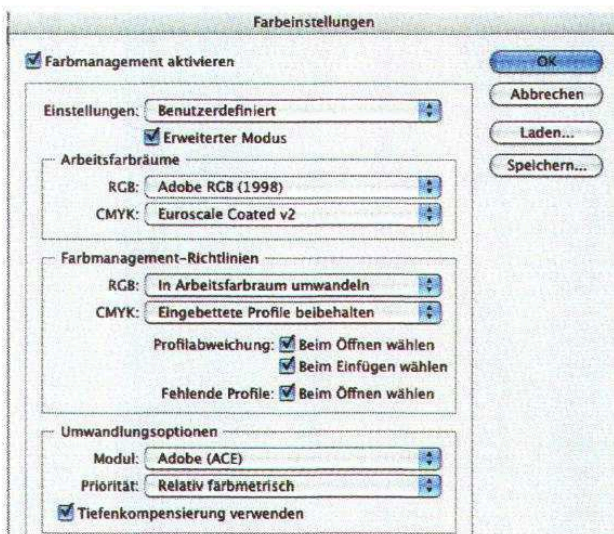 Farbeinstellungen
Farbmanagement aktivieren
OK
Abbrechen
Laden...
Speichern...
Einstellungen: Benutzerdefiniert
Erweiterter Modus
Arbeitsfarbräume
RGB: Adobe RGB (1998)
CMYK: Euroscale Coated v2
Farbmanagement-Richtlinien
RGB: In Arbeitsfarbraum umwandeln
CMYK: Eingebettete Profile beibehalten
Profilabweichung: Beim Öffnen wählen
Beim Einfügen wählen
Fehlende Profile: Beim Öffnen wählen
Umwandlungsoptionen
Modul: Adobe (ACE)
Priorität: Relativ farbmetrisch
Tiefenkompensierung verwenden